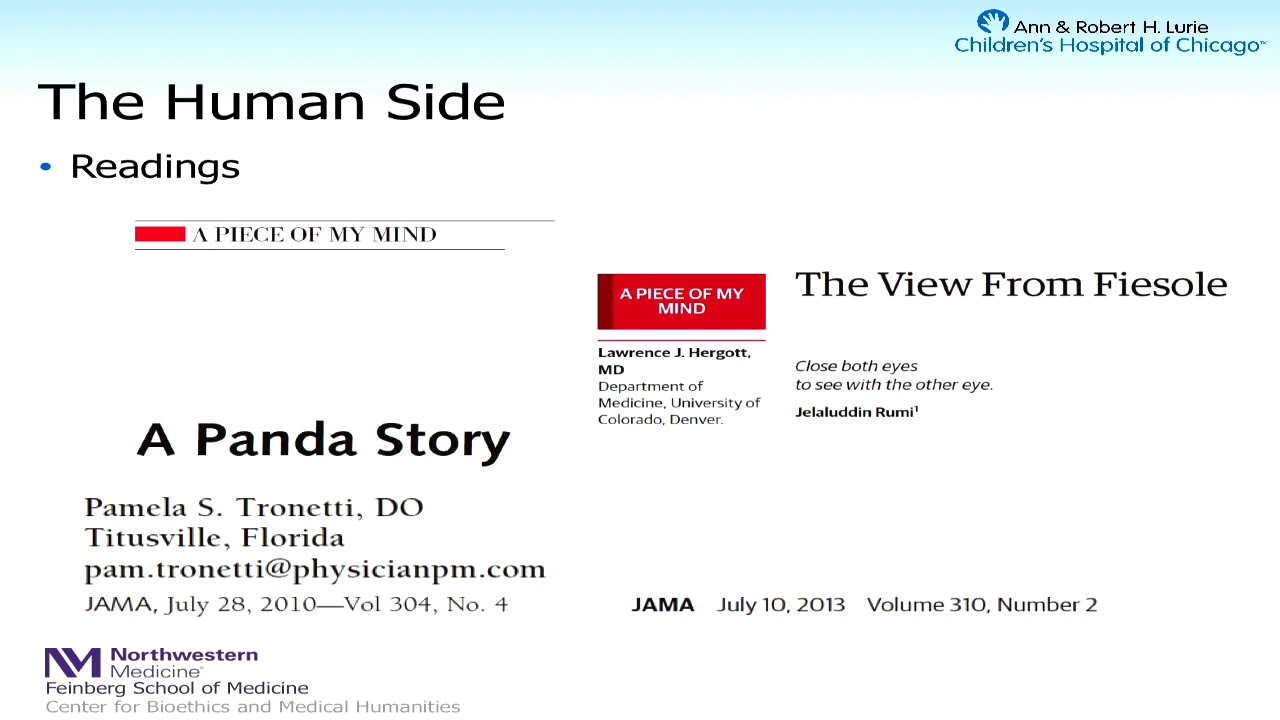 Ann & Robert H. Lurie
Children's Hospital of Chicago™
The Human Side
• Readings
A PIECE OF MY MIND
A Panda Story
Pamela S. Tronetti, DO
Titusville, Florida
pam.tronetti@physicianpm.com
JAMA, July 28, 2010—Vol 304, No. 4
A PIECE OF MY
MIND
Lawrence J. Hergott,
MD
Department of
Medicine, University of
Colorado, Denver.
The View From Fiesole
Close both eyes
to see with the other eye.
Jelaluddin Rumi¹
JAMA July 10, 2013 Volume 310, Number 2
Northwestern
Medicine®
Feinberg School of Medicine
Center for Bioethics and Medical Humanities